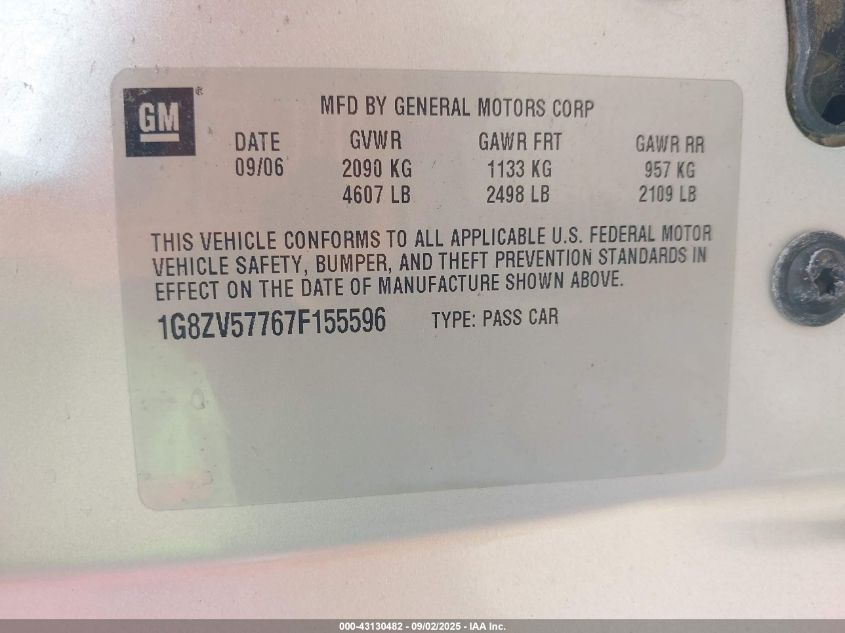 GM®
MFD BY GENERAL MOTORS CORP
DATE GVWR GAWR FRT GAWR RR
09/06 2090 KG 1133 KG 957 KG
4607 LB 2498 LB 2109 LB
THIS VEHICLE CONFORMS TO ALL APPLICABLE U.S. FEDERAL MOTOR
VEHICLE SAFETY, BUMPER, AND THEFT PREVENTION STANDARDS IN
EFFECT ON THE DATE OF MANUFACTURE SHOWN ABOVE.
1G8ZV57767F155596 TYPE: PASS CAR
000-43130482 - 09/02/2025 - IAA Inc.